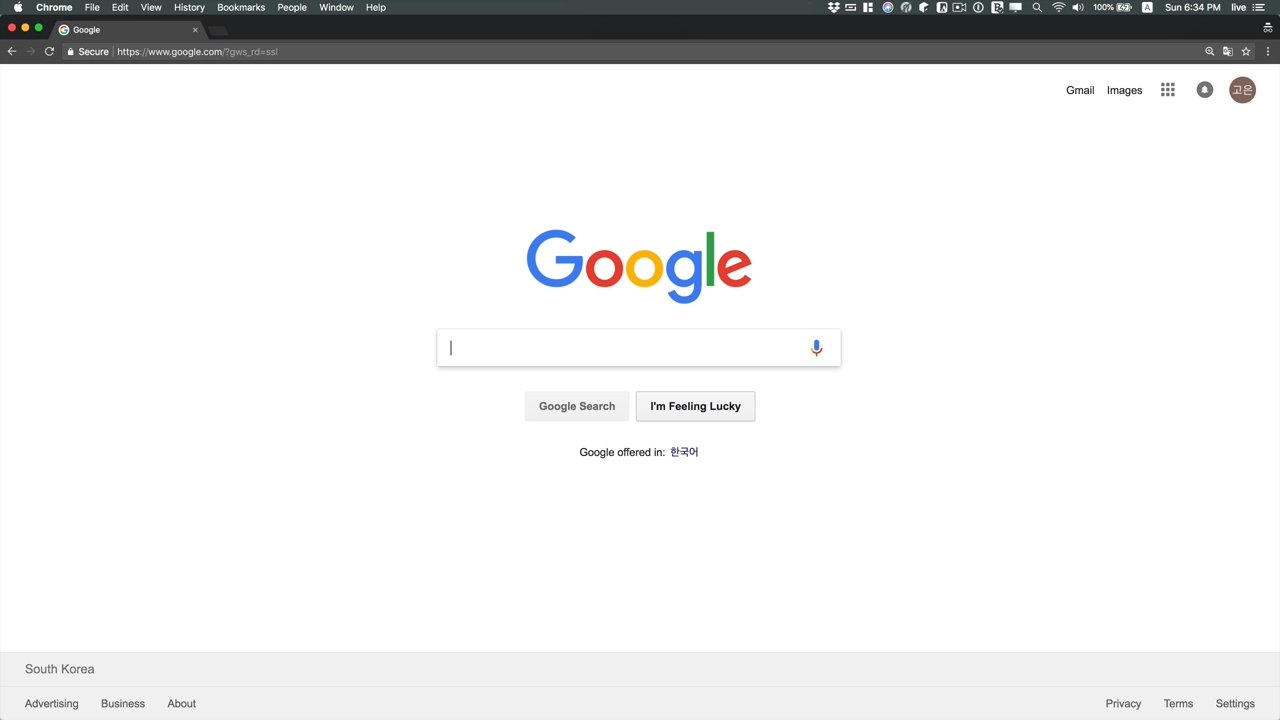 Chrome File Edit View History Bookmarks People Window Help 100% A Sun 6:34 PM live
Google
Secure https://www.google.com/?gws_rd=ssl
Gmail Images 고은
Google
Google Search I'm Feeling Lucky
Google offered in: 한국어
South Korea
Advertising Business About Privacy Terms Settings